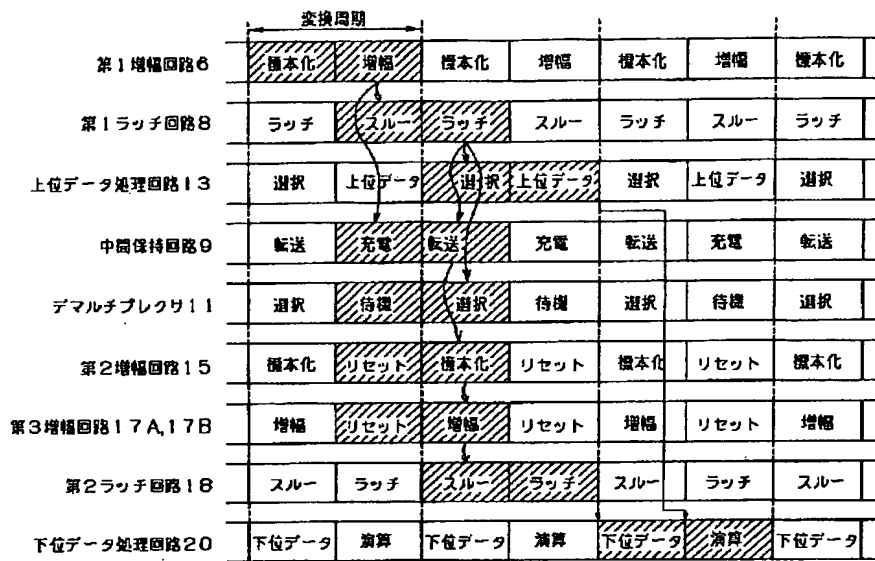 変換周期
第1増幅回路6 標本化 増幅 標本化 増幅 標本化 増幅 標本化
第1ラッチ回路8 ラッチ スルー ラッチ スルー ラッチ スルー ラッチ
上位データ処理回路13 選択 上位データ 選択 上位データ 選択 上位データ 選択
中間保持回路9 転送 充電 転送 充電 転送 充電 転送
デマルチプレクサ11 選択 待機 選択 待機 選択 待機 選択
第2増幅回路15 標本化 リセット 標本化 リセット 標本化 リセット 標本化
第3増幅回路17A,17B 増幅 リセット 増幅 リセット 増幅 リセット 増幅
第2ラッチ回路18 スルー ラッチ スルー ラッチ スルー ラッチ スルー
下位データ処理回路20 下位データ 演算 下位データ 演算 下位データ 演算 下位データ